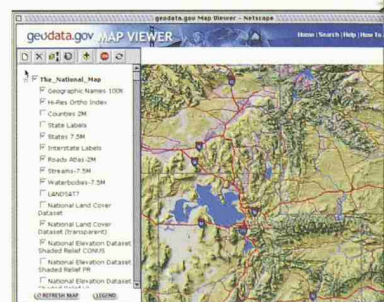 geodata.gov Map Viewer - Netscape
geodata.gov MAP VIEWER
Home | Search | Help | How To
The_National_Map
Geographic Names 100K
Hi-Res Ortho Index
Counties 2M
State Labels
States 7.5M
Interstate Labels
Roads Atlas-2M
Streams-7.5M
Waterbodies-7.5M
LANDSAT7
National Land Cover
Dataset
National Land Cover
Dataset (transparent)
National Elevation Dataset
Shaded Relief CONUS
National Elevation Dataset
Shaded Relief PR
National Elevation Dataset
REFRESH MAP
LEGEND